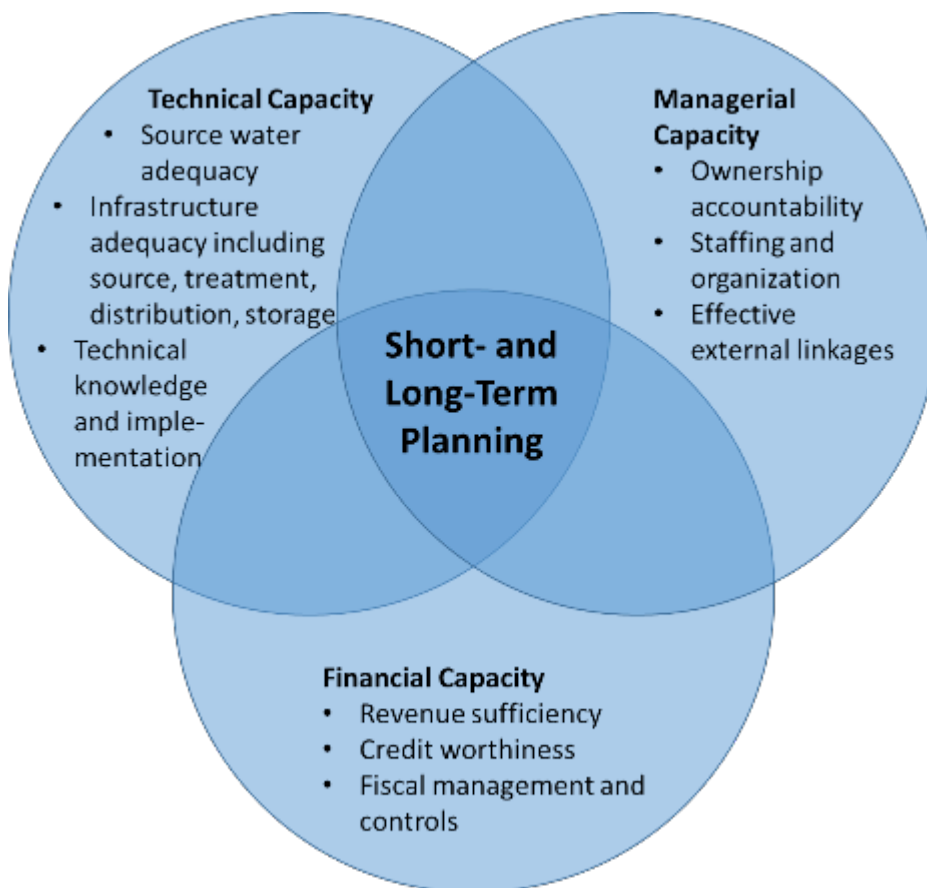 Technical Capacity
• Source water
adequacy
• Infrastructure
adequacy including
source, treatment,
distribution, storage
• Technical
knowledge
and imple-
mentation
Managerial
Capacity
• Ownership
accountability
• Staffing and
organization
• Effective
external linkages
Short- and
Long-Term
Planning
Financial Capacity
• Revenue sufficiency
• Credit worthiness
• Fiscal management and
controls